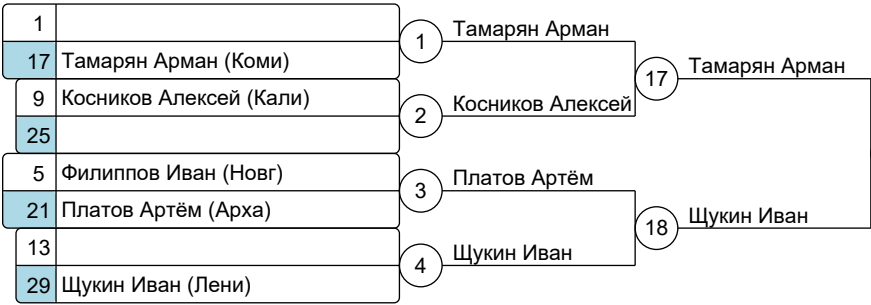 1
17 Тамарян Арман (Коми)
9 Косников Алексей (Кали)
25
5 Филиппов Иван (Новг)
21 Платов Артём (Арха)
13
29 Щукин Иван (Лени)
1 Тамарян Арман
2 Косников Алексей
3 Платов Артём
4 Щукин Иван
17 Тамарян Арман
18 Щукин Иван